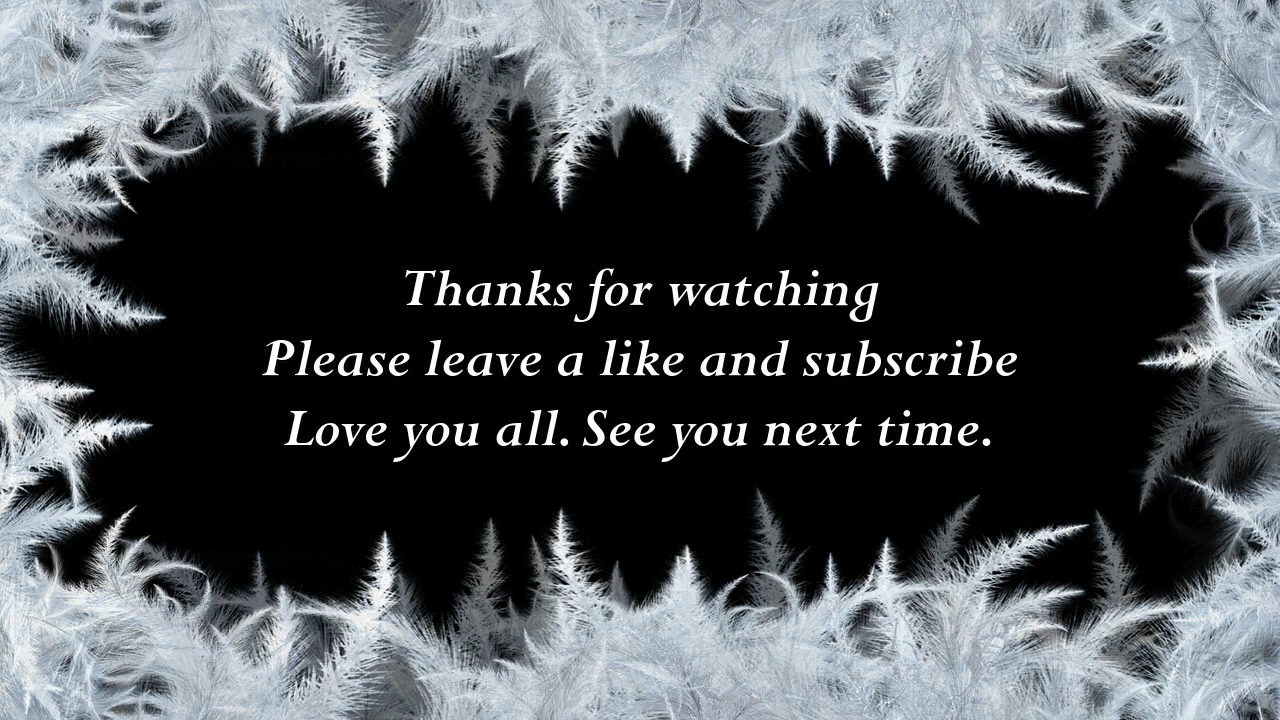 Thanks for watching
Please leave a like and subscribe
Love you all. See you next time.